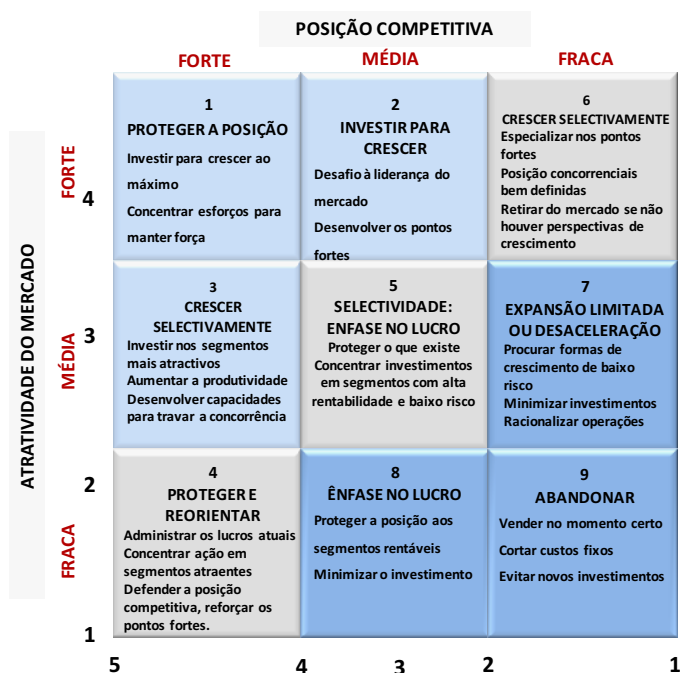 POSIÇÃO COMPETITIVA
FORTE
MÉDIA
FRACA
ATRATIVIDADE DO MERCADO
FORTE
4
1
PROTEGER A POSIÇÃO
Investir para crescer ao
máximo
Concentrar esforços para
manter força
2
INVESTIR PARA
CRESCER
Desafio à liderança do
mercado
Desenvolver os pontos
fortes
6
CRESCER SELECTIVAMENTE
Especializar nos pontos
fortes
Posição concorrenciais
bem definidas
Retirar do mercado se não
houver perspectivas de
crescimento
MÉDIA
3
3
CRESCER
SELECTIVAMENTE
Investir nos segmentos
mais atractivos
Aumentar a produtividade
Desenvolver capacidades
para travar a concorrência
5
SELECTIVIDADE:
ENFASE NO LUCRO
Proteger o que existe
Concentrar investimentos
em segmentos com alta
rentabilidade e baixo risco
7
EXPANSÃO LIMITADA
OU DESACELERAÇÃO
Procurar formas de
crescimento de baixo
risco
Minimizar investimentos
Racionalizar operações
2
FRACA
1
4
PROTEGER E
REORIENTAR
Administrar os lucros atuais
Concentrar ação em
segmentos atraentes
Defender a posição
competitiva, reforçar os
pontos fortes.
8
ÊNFASE NO LUCRO
Proteger a posição aos
segmentos rentáveis
Minimizar o investimento
9
ABANDONAR
Vender no momento certo
Cortar custos fixos
Evitar novos investimentos
5
4
3
2
1